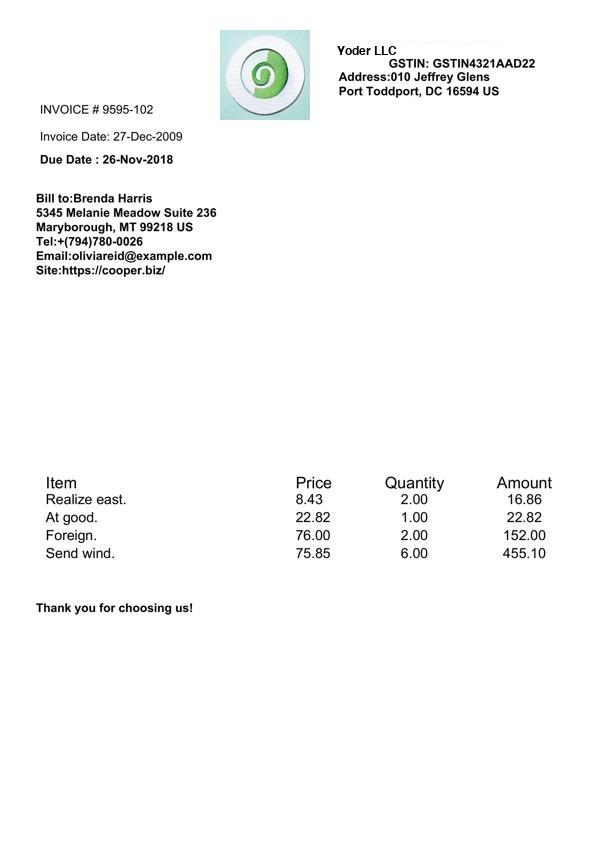 Yoder LLC
GSTIN: GSTIN4321AAD22
Address:010 Jeffrey Glens
Port Toddport, DC 16594 US
INVOICE # 9595-102
Invoice Date: 27-Dec-2009
Due Date : 26-Nov-2018
Bill to:Brenda Harris
5345 Melanie Meadow Suite 236
Maryborough, MT 99218 US
Tel:+(794)780-0026
Email:oliviareid@example.com
Site:https://cooper.biz/
Item Price Quantity Amount
Realize east. 8.43 2.00 16.86
At good. 22.82 1.00 22.82
Foreign. 76.00 2.00 152.00
Send wind. 75.85 6.00 455.10
Thank you for choosing us!